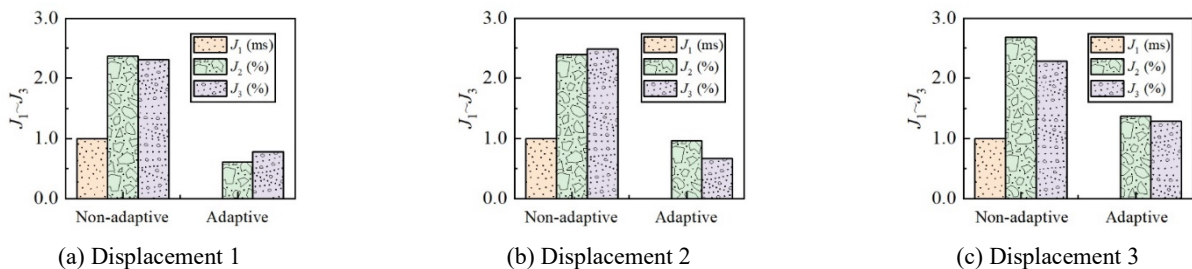 3.0
2.0
1.0
0.0
J1~J3
J1 (ms)
J2 (%)
J3 (%)
Non-adaptive Adaptive
(a) Displacement 1
3.0
2.0
1.0
0.0
J1~J3
J1 (ms)
J2 (%)
J3 (%)
Non-adaptive Adaptive
(b) Displacement 2
3.0
2.0
1.0
0.0
J1~J3
J1 (ms)
J2 (%)
J3 (%)
Non-adaptive Adaptive
(c) Displacement 3